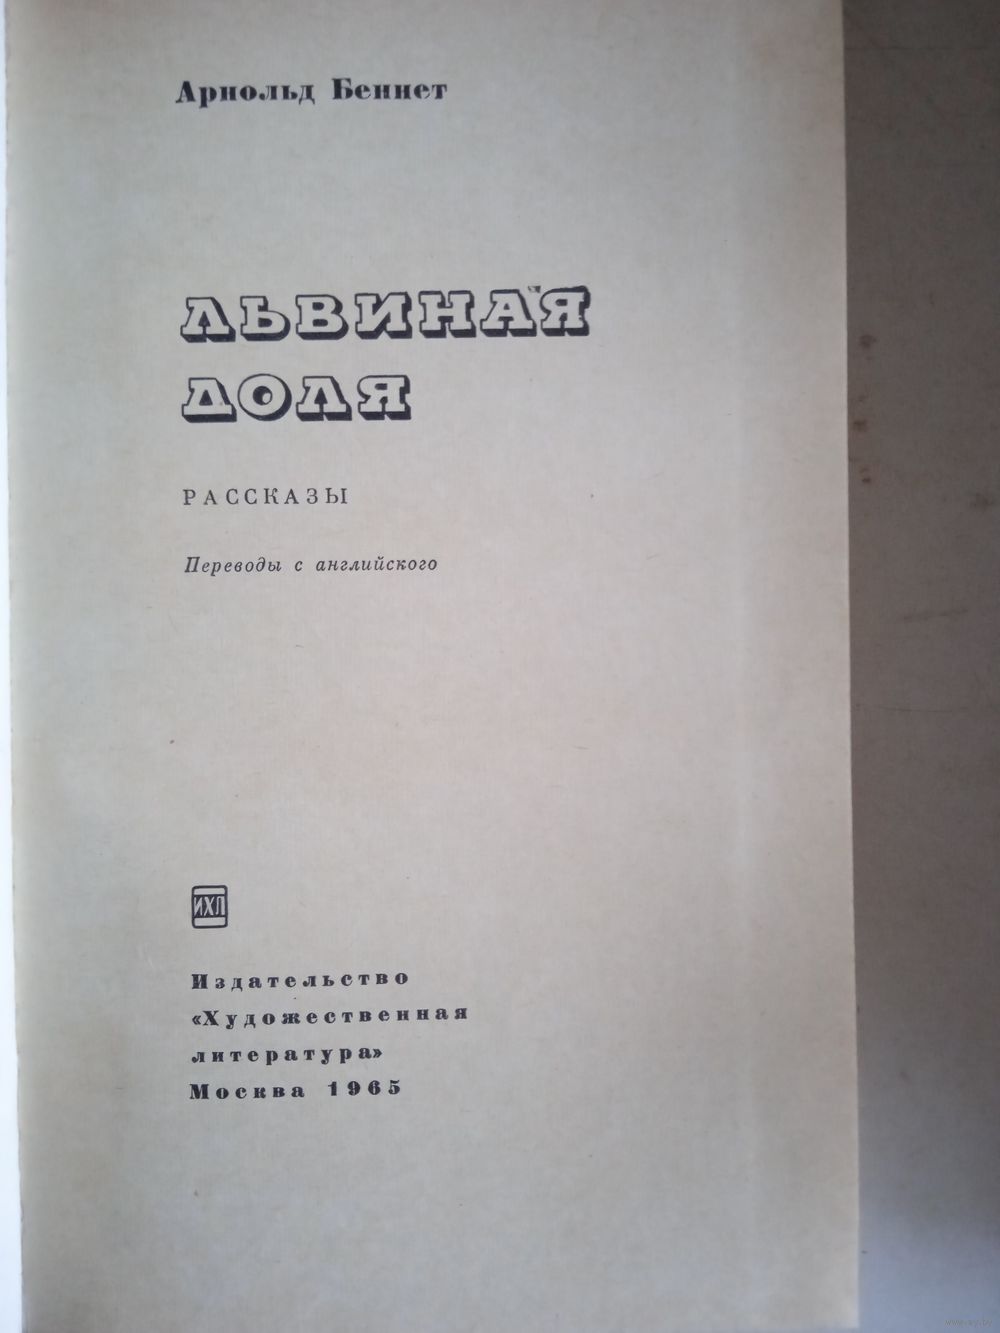 Арнольд Беннет
ЛЬВИНАЯ
ДОЛЯ
РАССКАЗЫ
Переводы с английского
ИХЛ
Издательство
«Художественная
литература»
Москва 1965